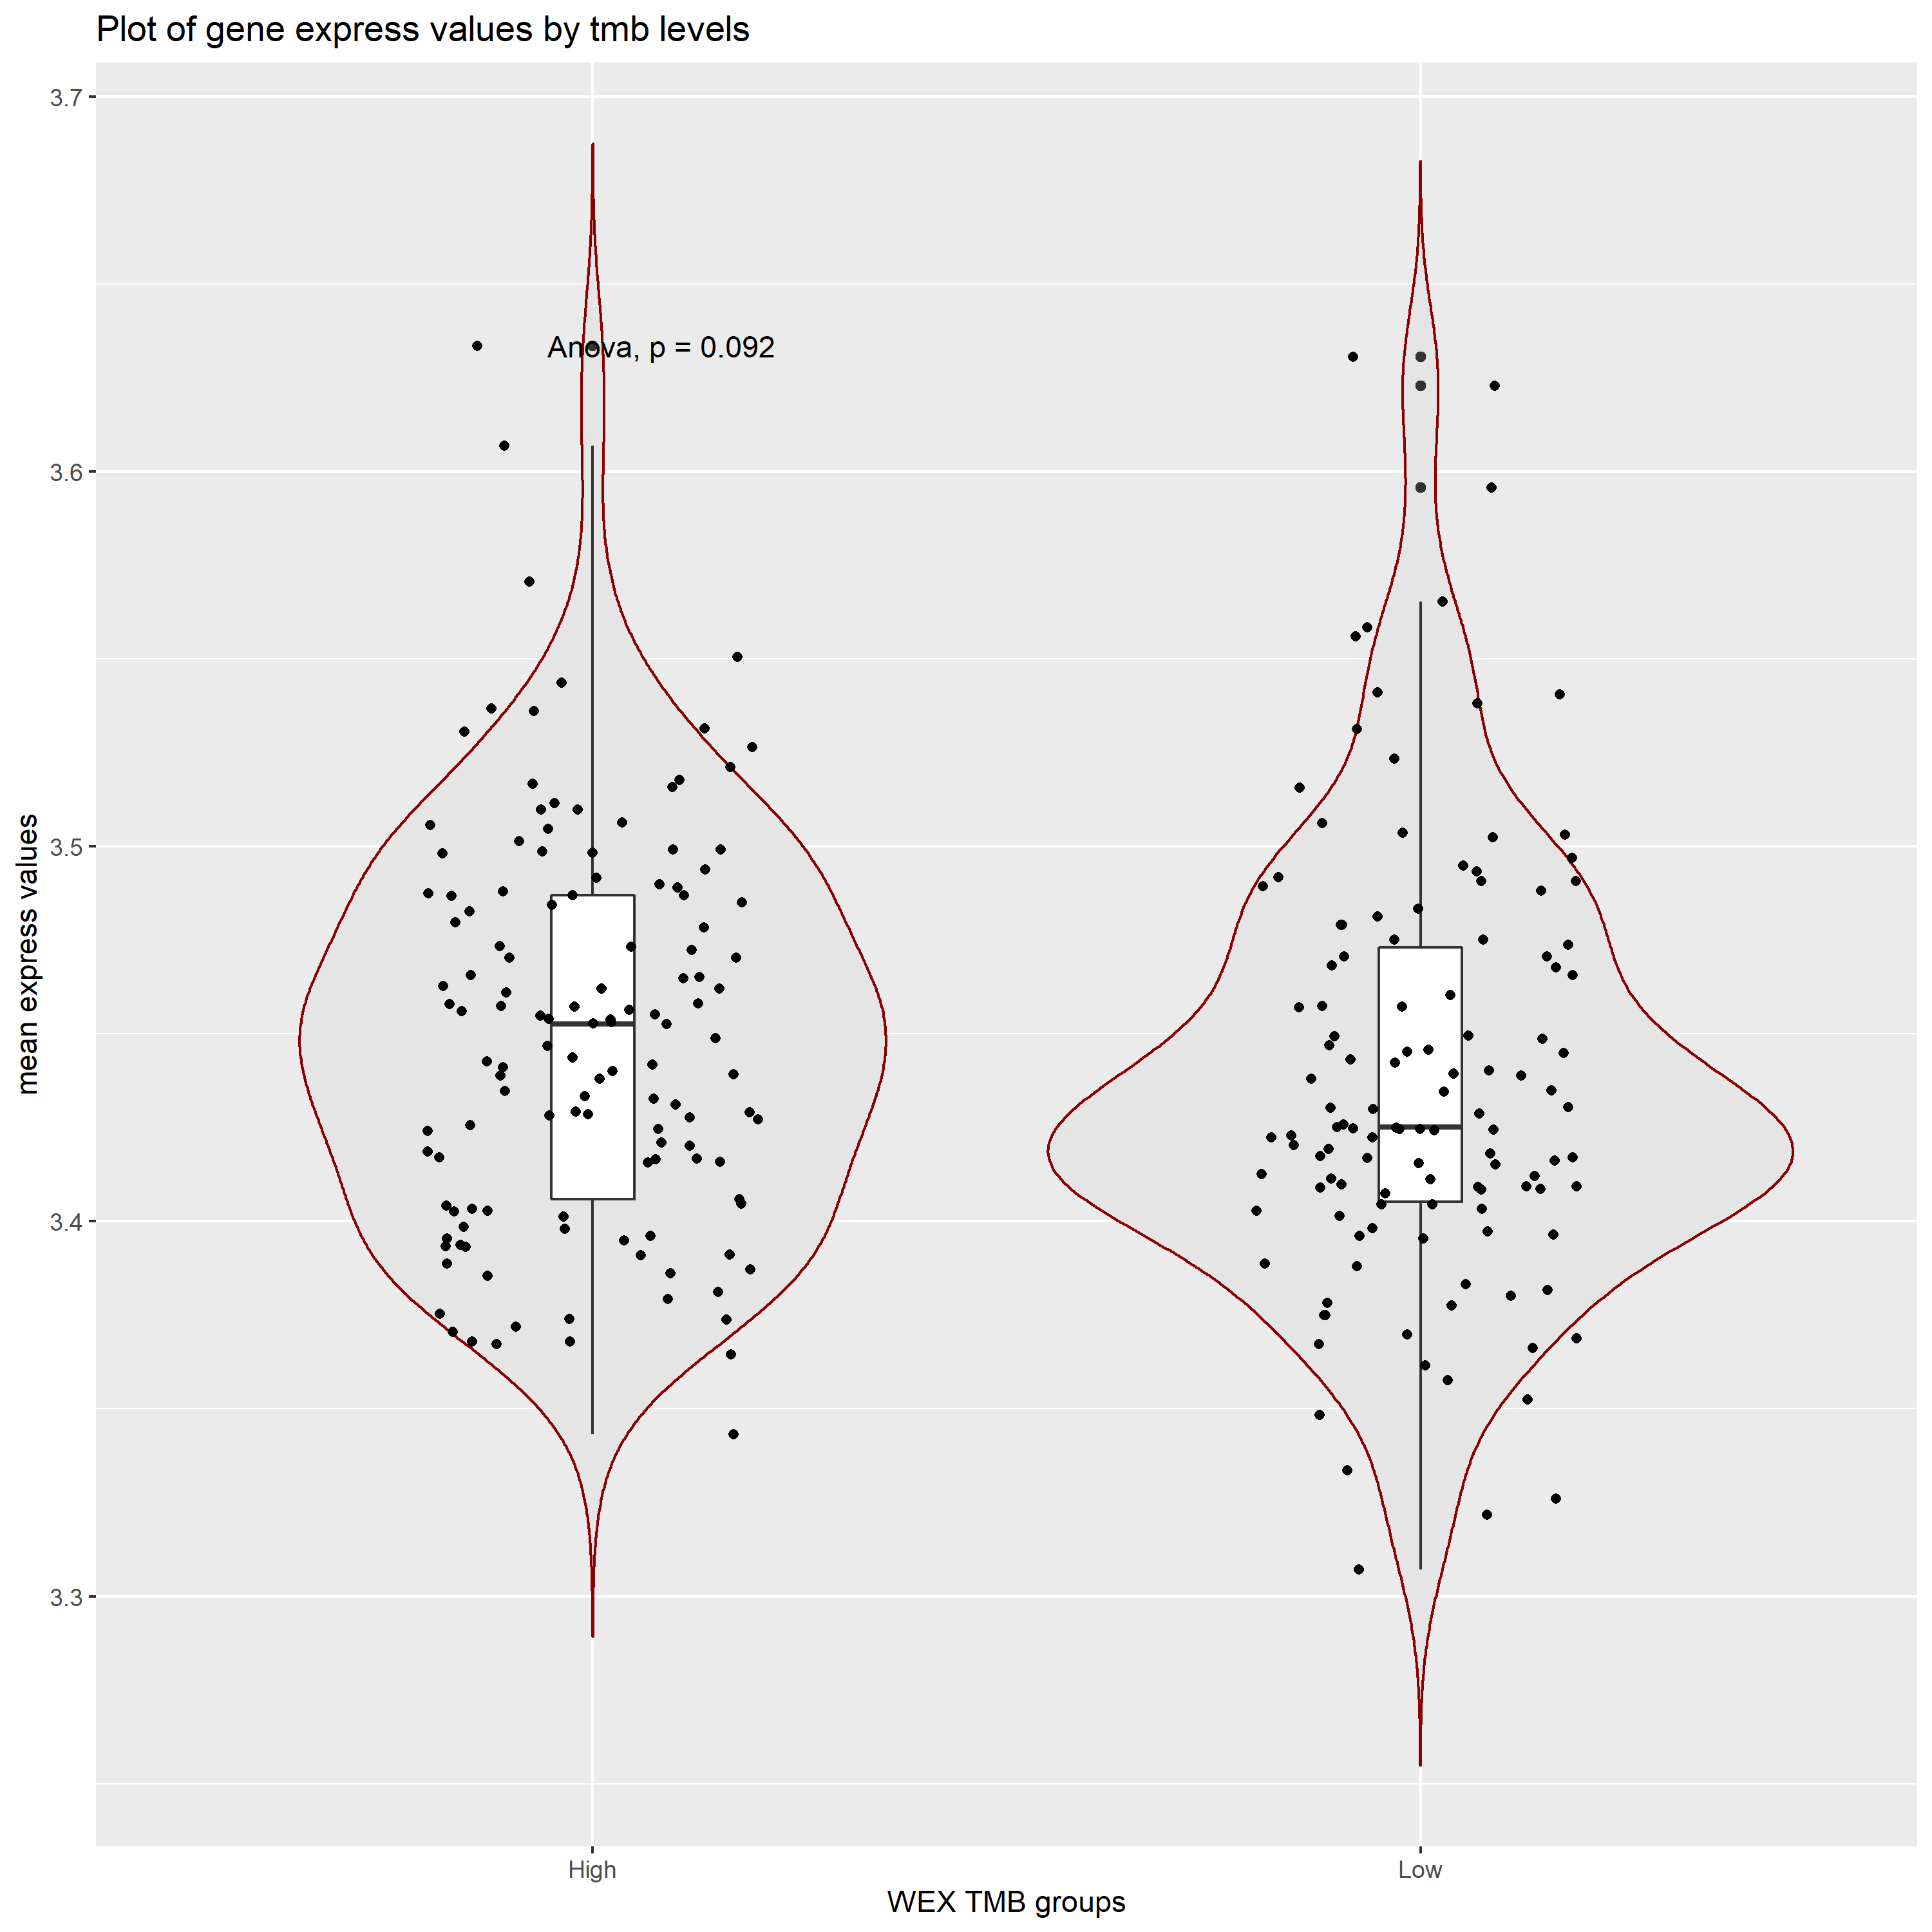 Plot of gene express values by tmb levels
3.7
Anova, p = 0.092
3.6
3.5
mean express values
3.4
3.3
High
Low
WEX TMB groups